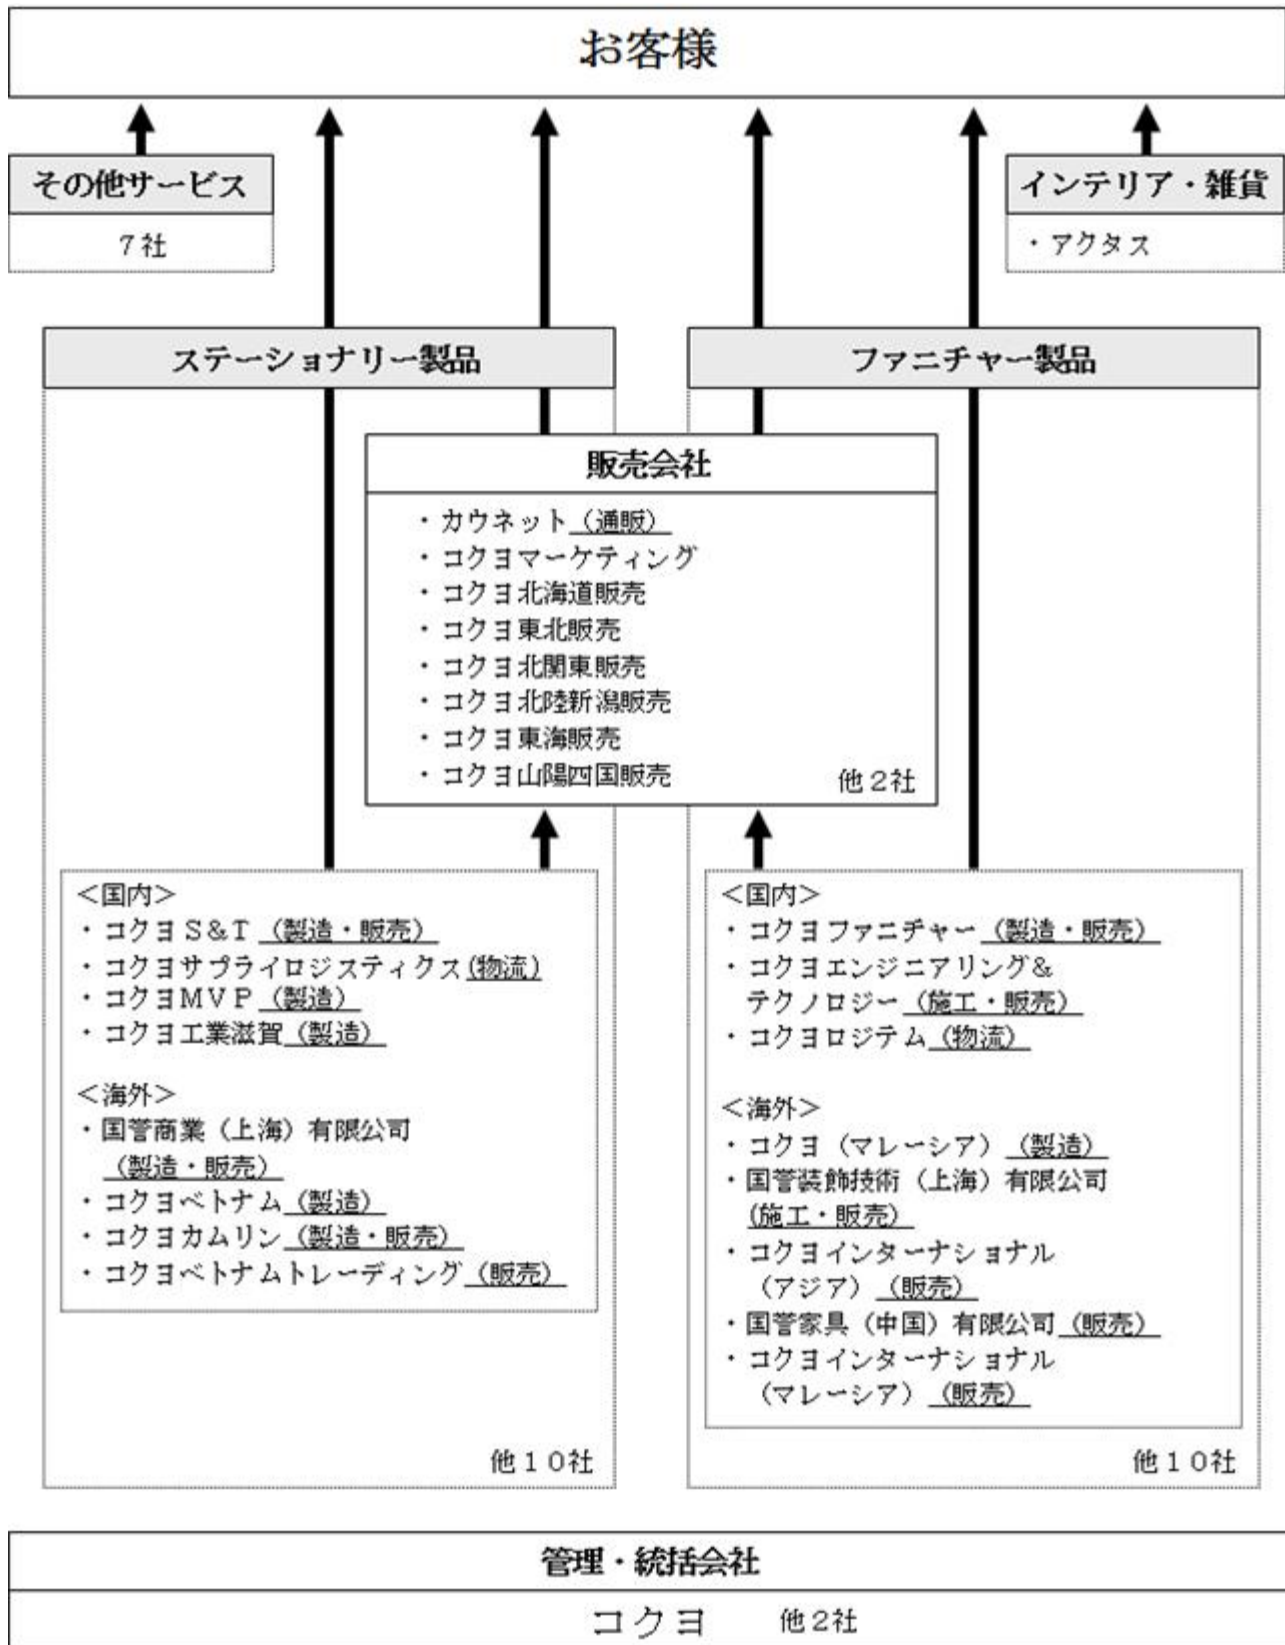 お客様
その他サービス
７社
インテリア・雑貨
・アクタス
ステーショナリー製品
ファニチャー製品
販売会社
・カウネット（通販）
・コクヨマーケティング
・コクヨ北海道販売
・コクヨ東北販売
・コクヨ北関東販売
・コクヨ北陸新潟販売
・コクヨ東海販売
・コクヨ山陽四国販売
他２社
＜国内＞
・コクヨＳ&Ｔ（製造・販売）
・コクヨサプライロジスティクス(物流)
・コクヨＭＶＰ（製造）
・コクヨ工業滋賀（製造）
＜海外＞
・国誉商業（上海）有限公司
（製造・販売）
・コクヨベトナム（製造）
・コクヨカムリン（製造・販売）
・コクヨベトナムトレーディング（販売）
他１０社
＜国内＞
・コクヨファニチャー（製造・販売）
・コクヨエンジニアリング&
テクノロジー（施工・販売）
・コクヨロジテム（物流）
＜海外＞
・コクヨ（マレーシア）（製造）
・国誉装飾技術（上海）有限公司
(施工・販売）
・コクヨインターナショナル
（アジア）（販売）
・国誉家具（中国）有限公司（販売）
・コクヨインターナショナル
（マレーシア）（販売）
他１０社
管理・統括会社
コクヨ　他２社